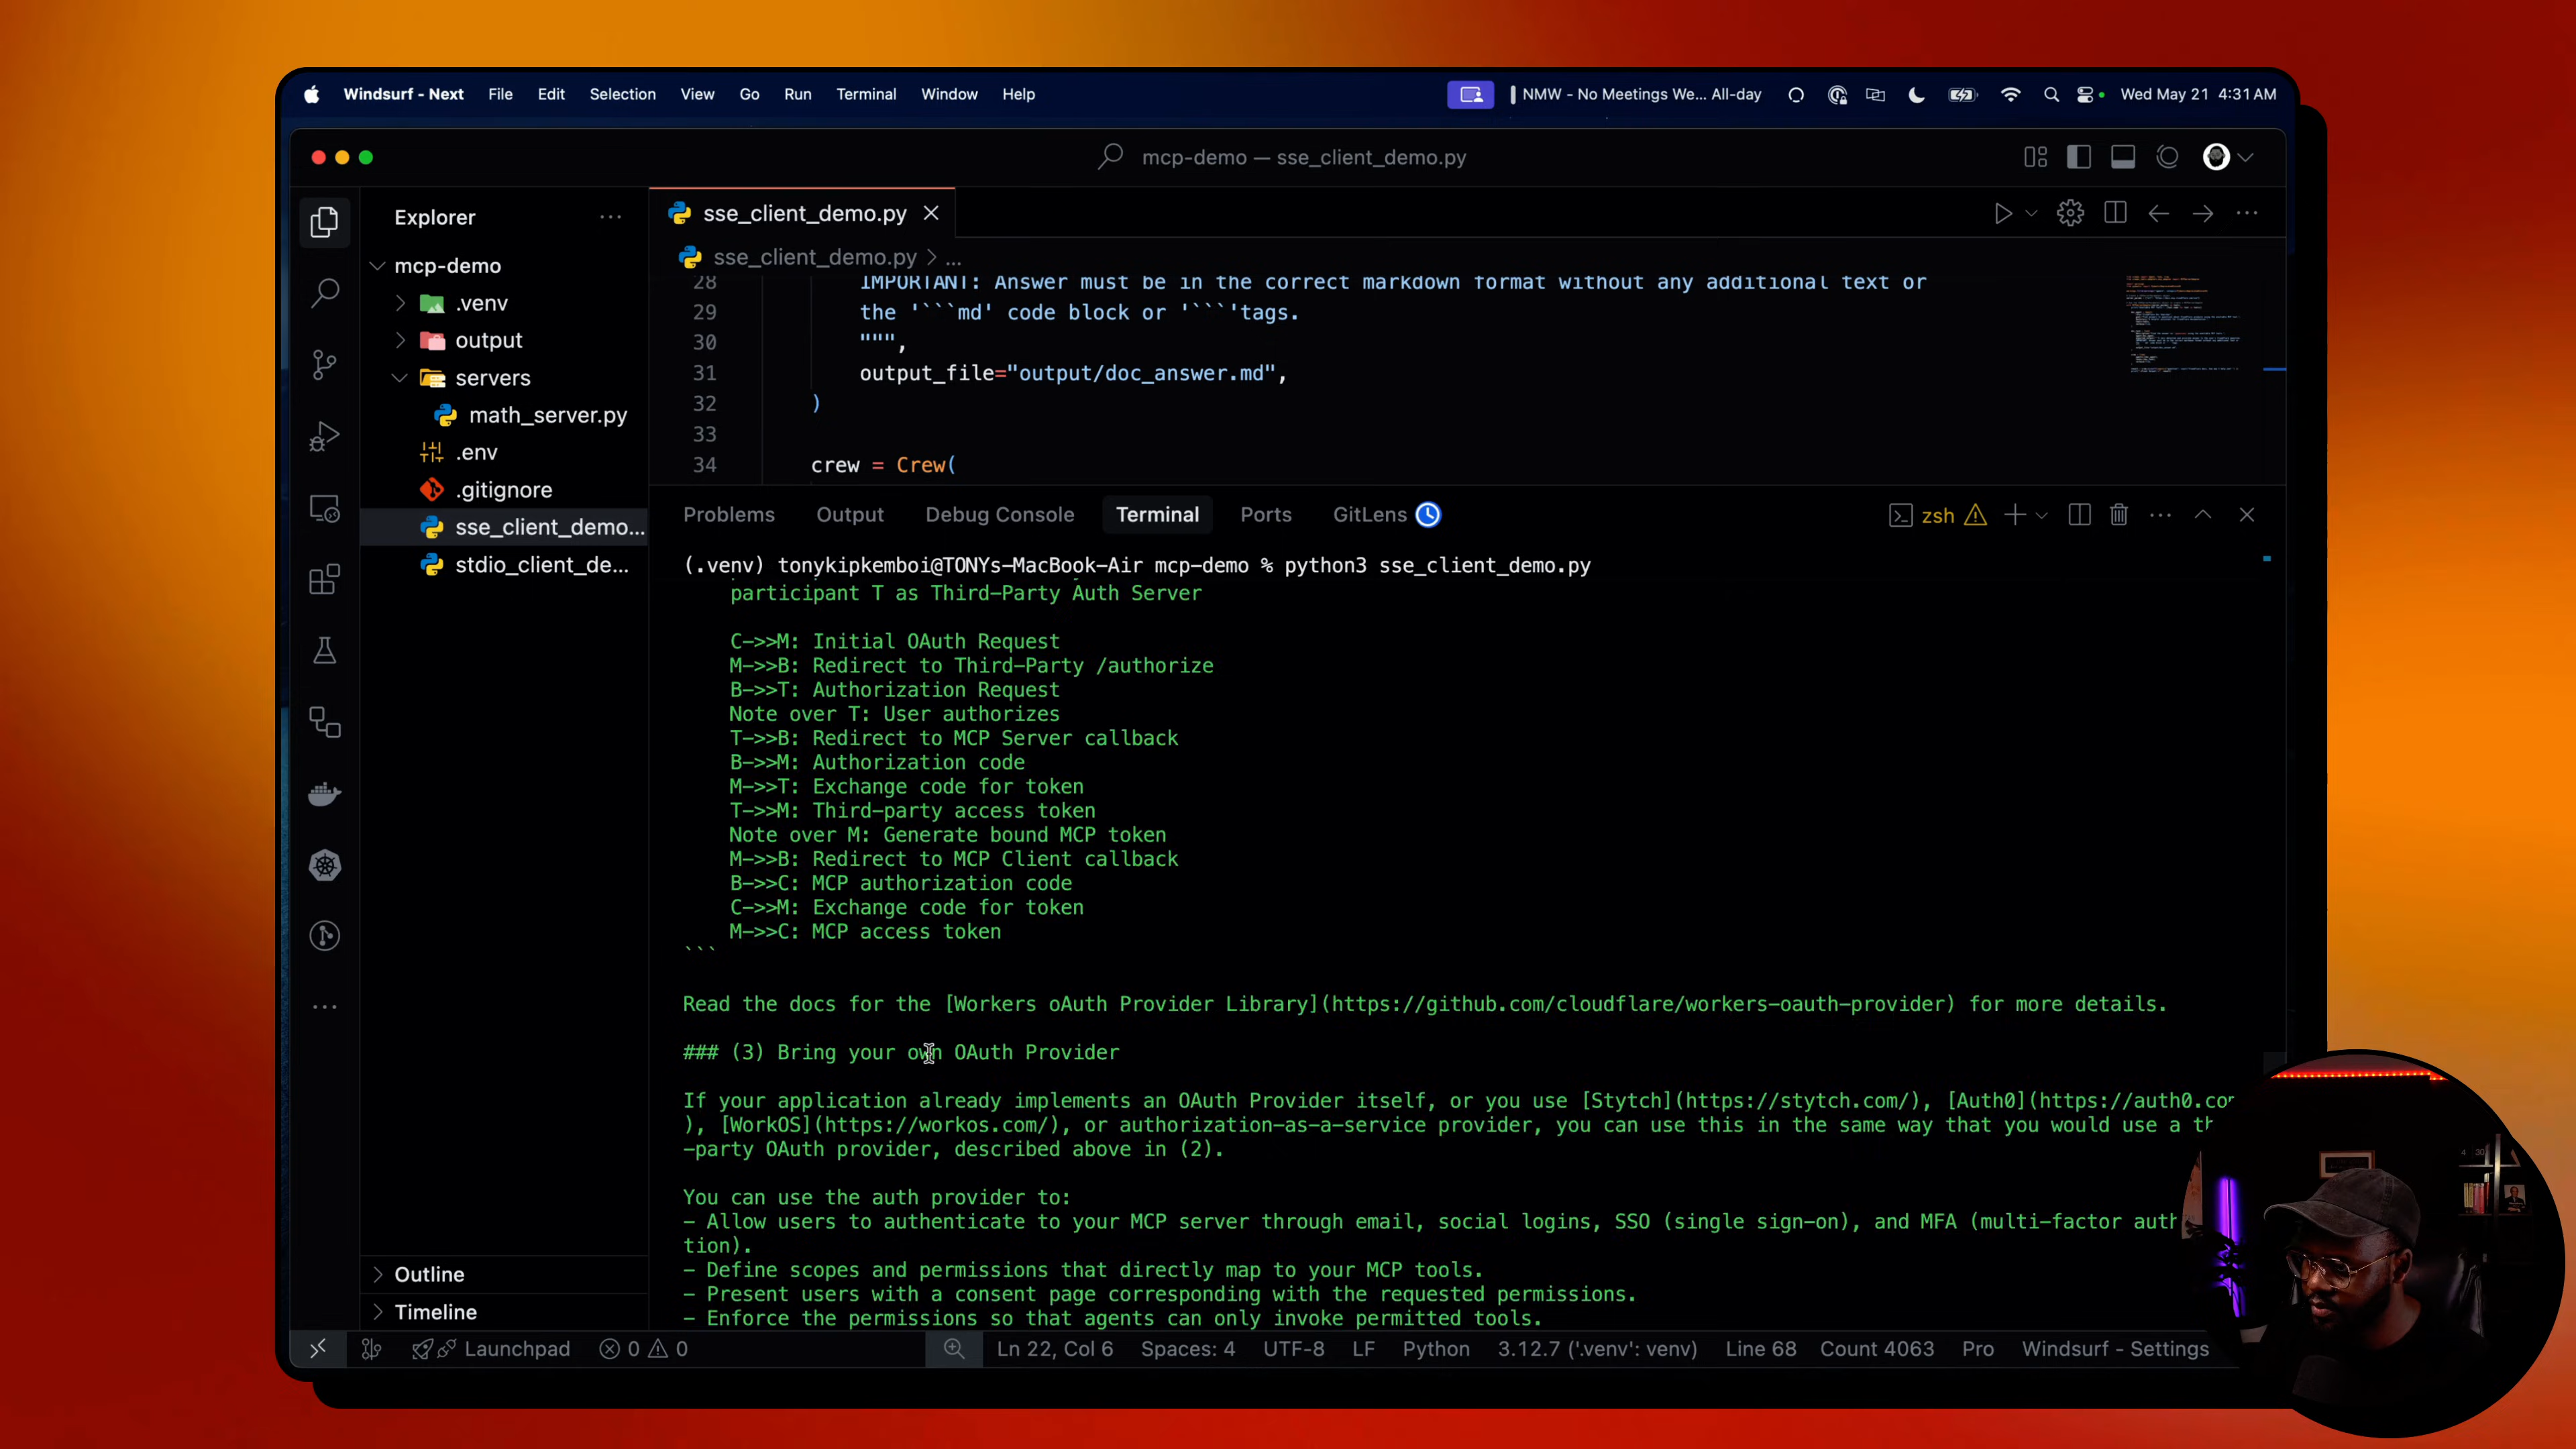 Windsurf - Next File Edit Selection View Go Run Terminal Window Help NMW - No Meetings We... All-day Wed May 21 4:31 AM
mcp-demo — sse_client_demo.py
Explorer
mcp-demo
.venv
output
servers
math_server.py
.env
.gitignore
sse_client_demo...
stdio_client_de...
Outline
Timeline
sse_client_demo.py
sse_client_demo.py > ...
28 IMPORTANT: Answer must be in the correct markdown format without any additional text or
29 the '```md' code block or '```'tags.
30 """,
31 output_file="output/doc_answer.md",
32 )
33
34 crew = Crew(
Problems Output Debug Console Terminal Ports GitLens zsh
(.venv) tonykipkemboi@TONYs-MacBook-Air mcp-demo % python3 sse_client_demo.py
participant T as Third-Party Auth Server
C->>M: Initial OAuth Request
M->>B: Redirect to Third-Party /authorize
B->>T: Authorization Request
Note over T: User authorizes
T->>B: Redirect to MCP Server callback
B->>M: Authorization code
M->>T: Exchange code for token
T->>M: Third-party access token
Note over M: Generate bound MCP token
M->>B: Redirect to MCP Client callback
B->>C: MCP authorization code
C->>M: Exchange code for token
M->>C: MCP access token
```
Read the docs for the [Workers oAuth Provider Library](https://github.com/cloudflare/workers-oauth-provider) for more details.
### (3) Bring your own OAuth Provider
If your application already implements an OAuth Provider itself, or you use [Stytch](https://stytch.com/), [Auth0](https://auth0.co
), [WorkOS](https://workos.com/), or authorization-as-a-service provider, you can use this in the same way that you would use a th
-party OAuth provider, described above in (2).
You can use the auth provider to:
- Allow users to authenticate to your MCP server through email, social logins, SSO (single sign-on), and MFA (multi-factor auth
tion).
- Define scopes and permissions that directly map to your MCP tools.
- Present users with a consent page corresponding with the requested permissions.
- Enforce the permissions so that agents can only invoke permitted tools.
Launchpad 0 0 Ln 22, Col 6 Spaces: 4 UTF-8 LF Python 3.12.7 ('.venv': venv) Line 68 Count 4063 Pro Windsurf - Settings